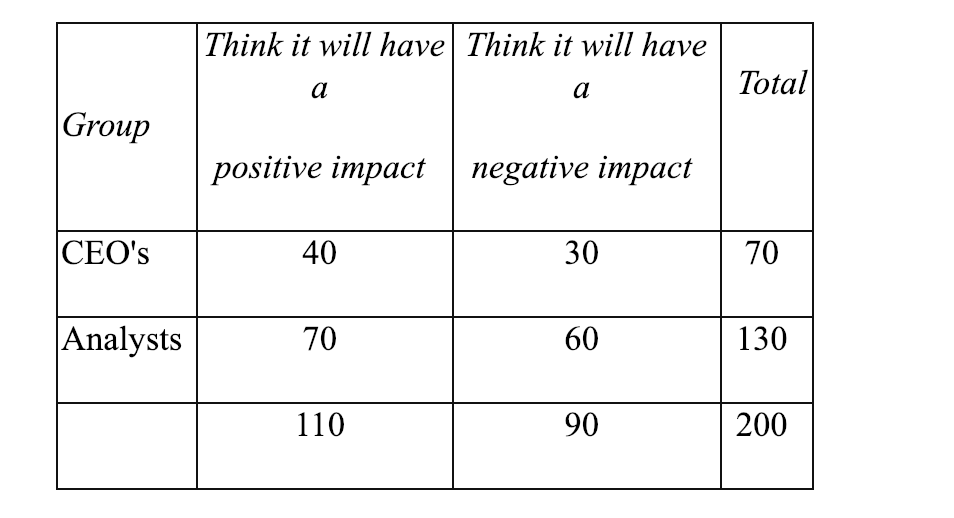 Group
Think it will have
a
positive impact
Think it will have
a
negative impact
Total
CEO's 40 30 70
Analysts 70 60 130
110 90 200